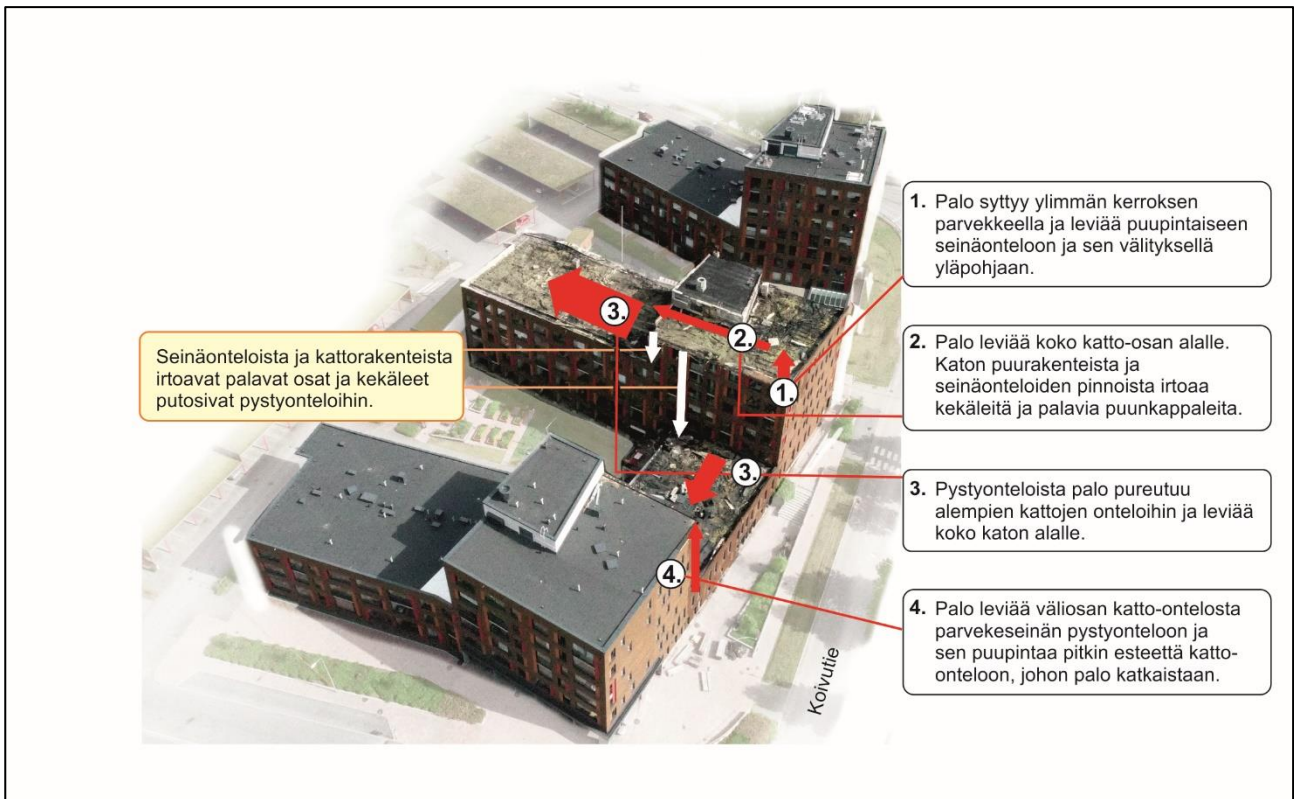 1. Palo syttyy ylimmän kerroksen
parvekkeella ja leviää puupintaiseen
seinäonteloon ja sen välityksellä
yläpohjaan.
2. Palo leviää koko katto-osan alalle.
Katon puurakenteista ja
seinäonteloiden pinnoista irtoaa
kekäleitä ja palavia puunkappaleita.
Seinäonteloista ja kattorakenteista
irtoavat palavat osat ja kekäleet
putosivat pystyonteloihin.
3. Pystyonteloista palo pureutuu
alempien kattojen onteloihin ja leviää
koko katon alalle.
4. Palo leviää väliosan katto-ontelosta
parvekeseinän pystyonteloon ja
sen puupintaa pitkin esteettä katto-
onteloon, johon palo katkaistaan.
3.
2.
1.
3.
4.
Koivutie